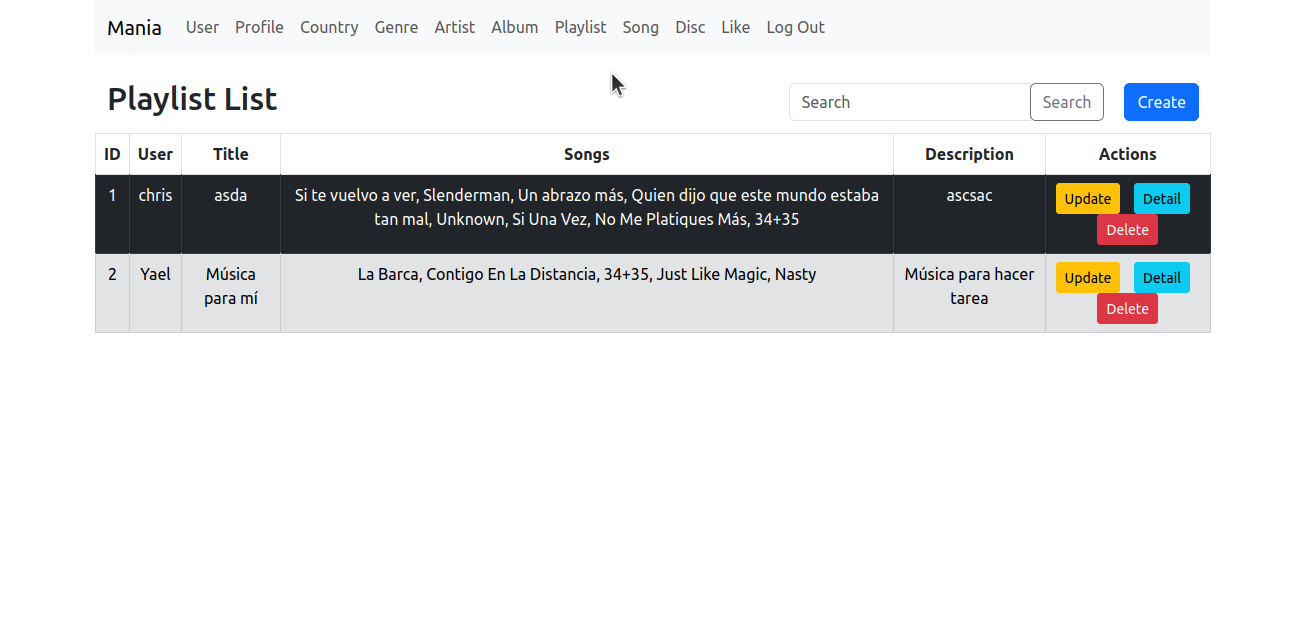 Mania User Profile Country Genre Artist Album Playlist Song Disc Like Log Out
Playlist List
Search Search Create
ID User Title Songs Description Actions
1 chris asda Si te vuelvo a ver, Slenderman, Un abrazo más, Quien dijo que este mundo estaba ascsac Update Detail
tan mal, Unknown, Si Una Vez, No Me Platiques Más, 34+35
Delete
2 Yael Música La Barca, Contigo En La Distancia, 34+35, Just Like Magic, Nasty Música para hacer Update Detail
para mí tarea
Delete